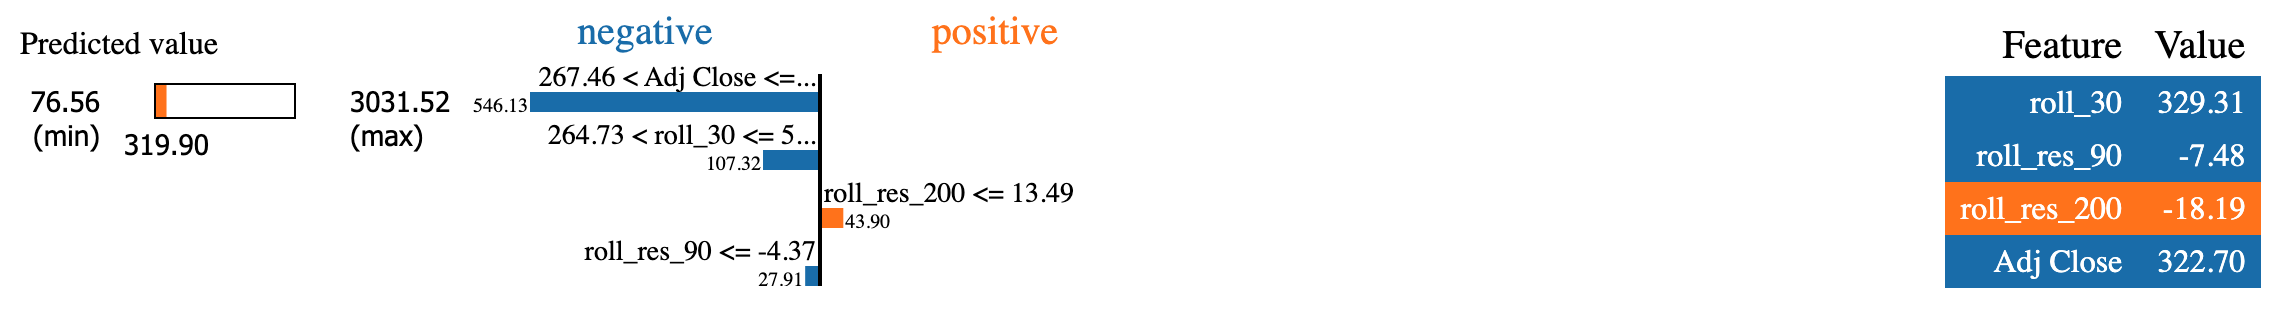 Predicted value
76.56
(min)
319.90
3031.52
(max)
negative
positive
267.46 < Adj Close <=...
546.13
264.73 < roll_30 <= 5...
107.32
roll_res_200 <= 13.49
43.90
roll_res_90 <= -4.37
27.91
Feature Value
roll_30 329.31
roll_res_90 -7.48
roll_res_200 -18.19
Adj Close 322.70